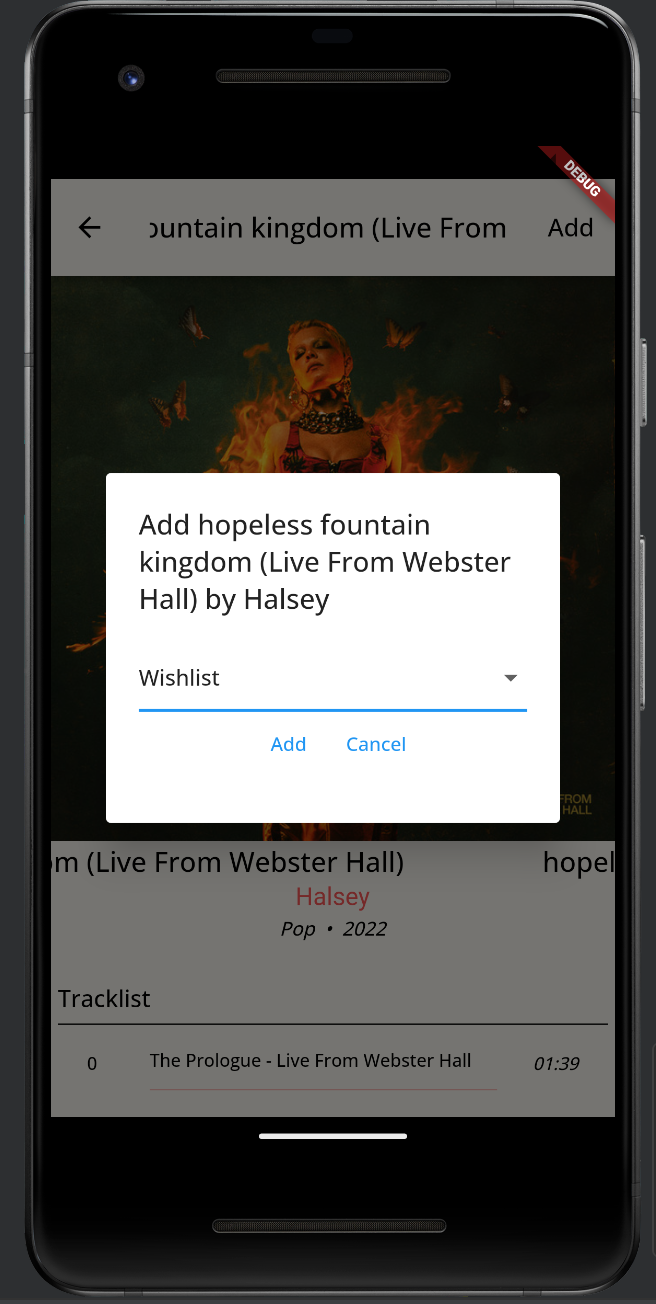 DEBUG
ountain kingdom (Live From
Add
Add hopeless fountain
kingdom (Live From Webster
Hall) by Halsey
Wishlist
Add Cancel
FROM
HALL
om (Live From Webster Hall) hopel
Halsey
Pop • 2022
Tracklist
0 The Prologue - Live From Webster Hall 01:39